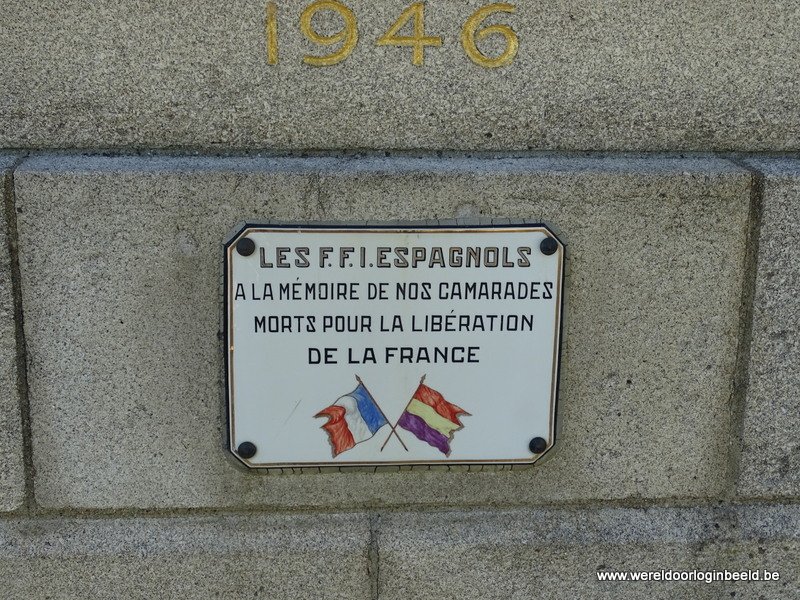 1946
LES F.F.I.ESPAGNOLS
A LA MÉMOIRE DE NOS CAMARADES
MORTS POUR LA LIBÉRATION
DE LA FRANCE
www.wereldoorloginbeeld.be